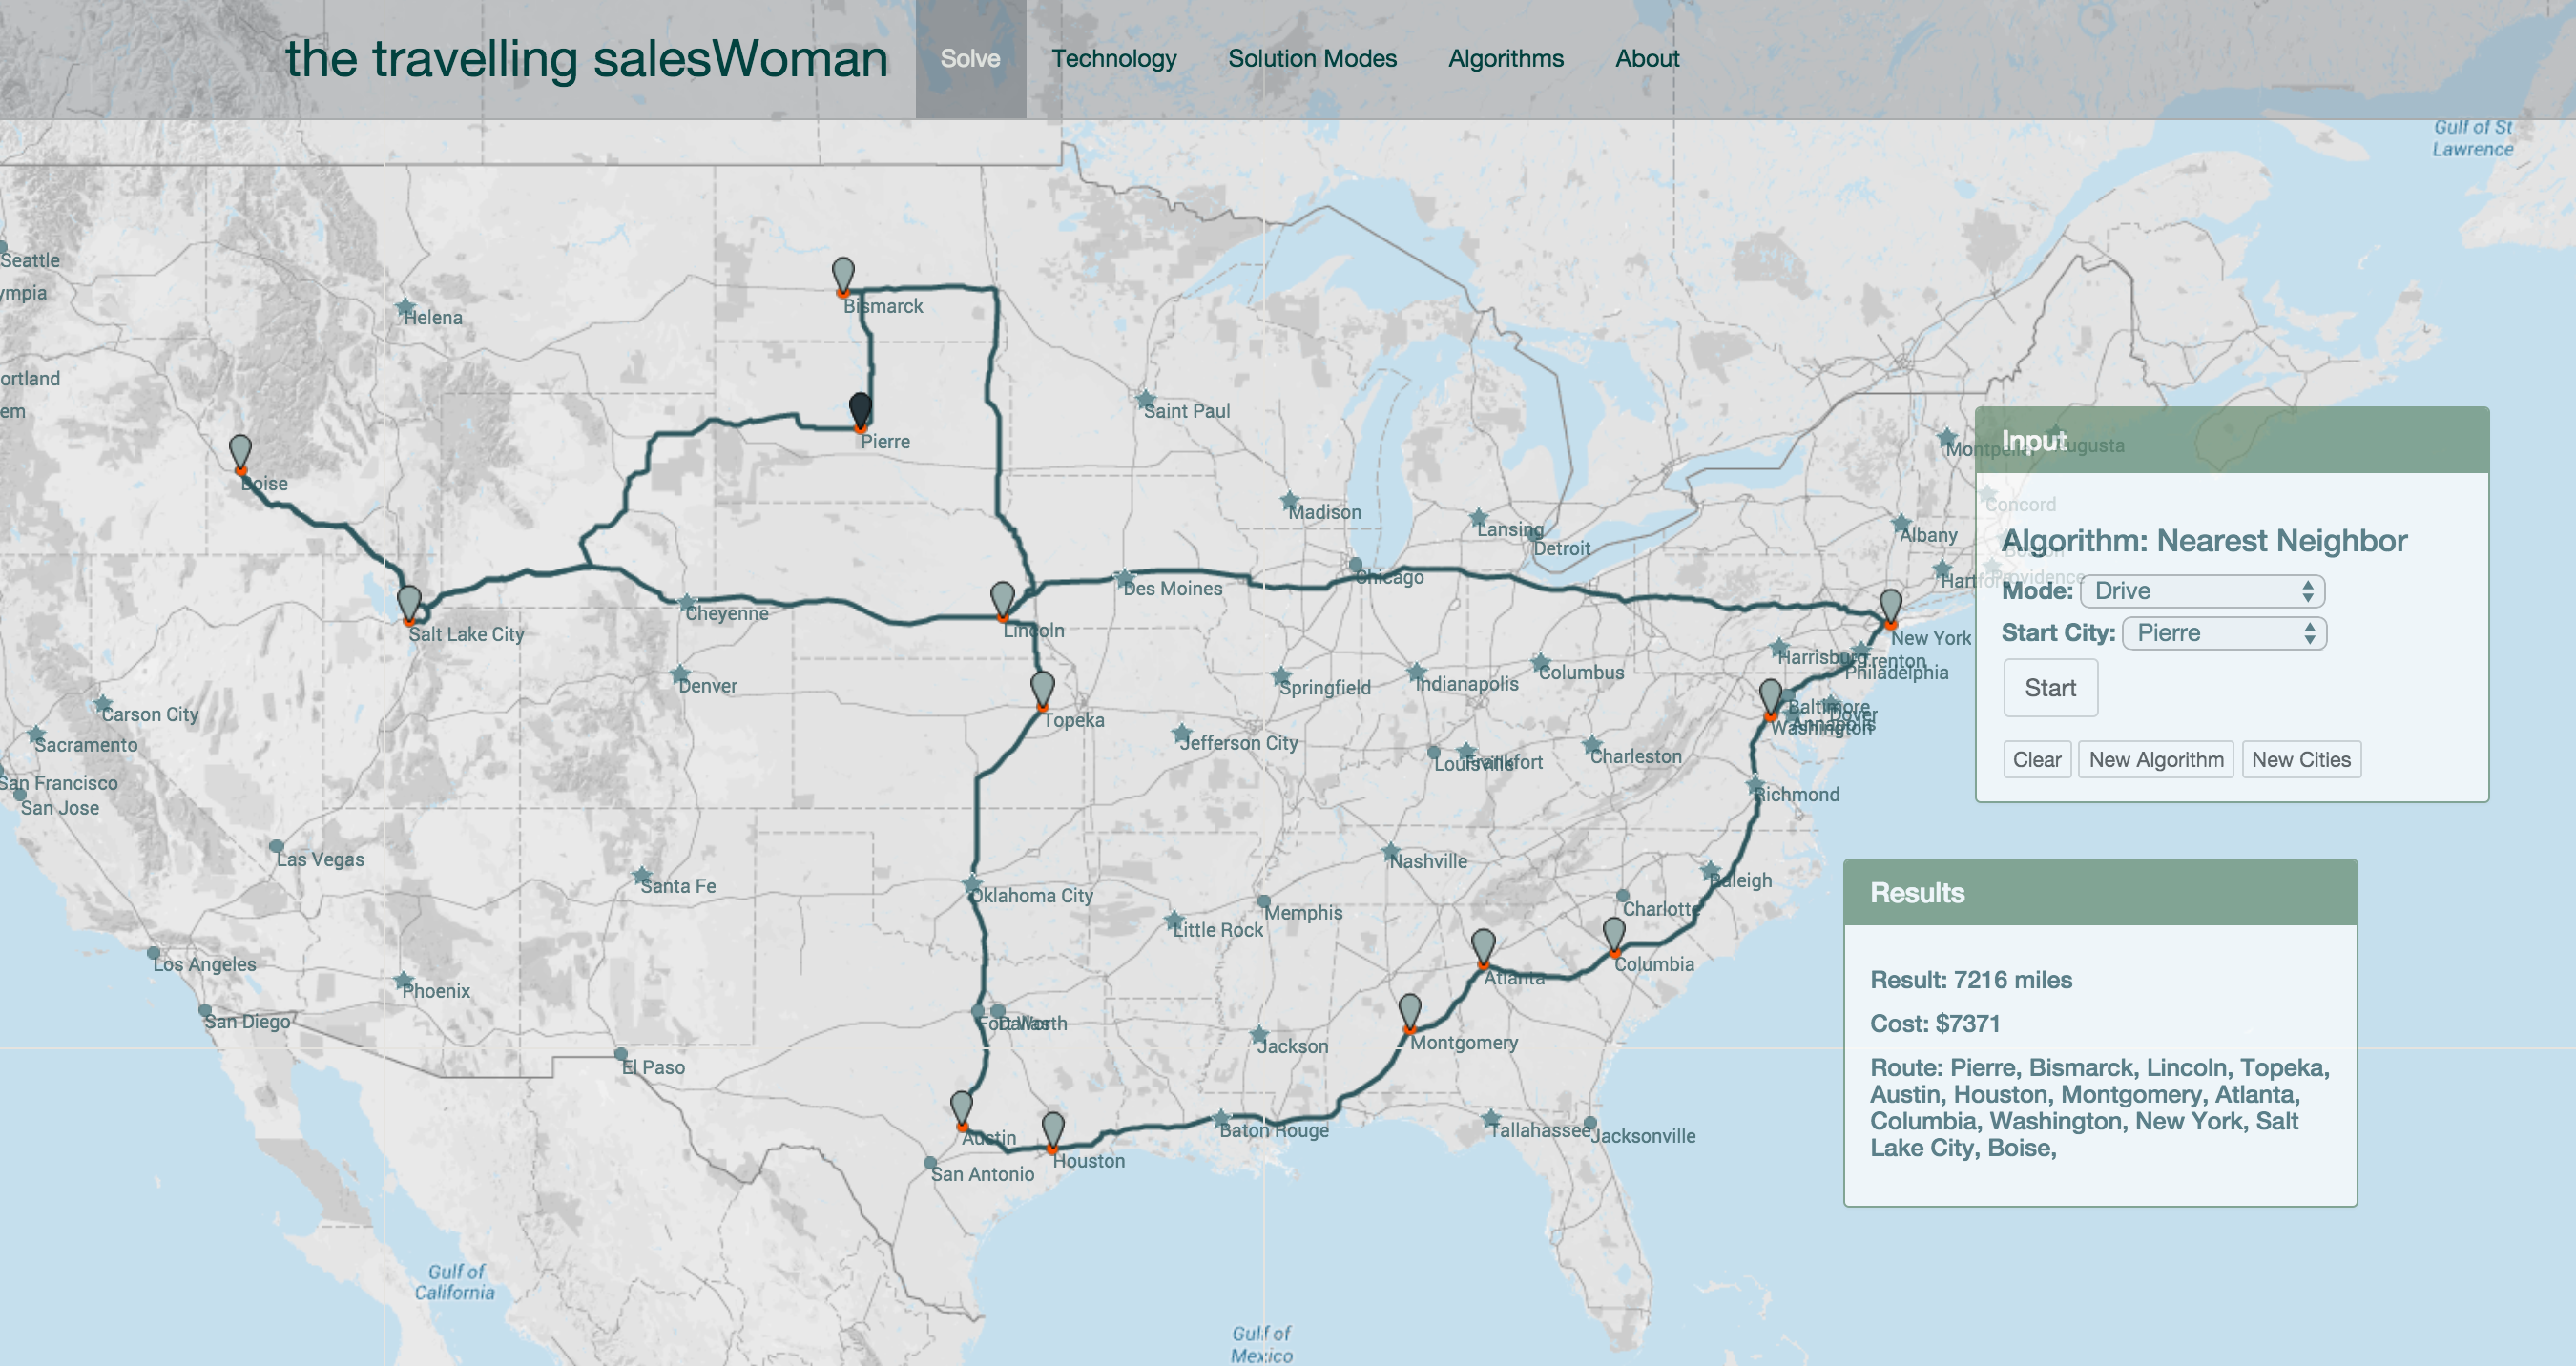 the travelling salesWoman
Solve
Technology
Solution Modes
Algorithms
About
Gulf of St
Lawrence
Seattle
ympia
Helena
Bismarck
ortland
em
Saint Paul
Pierre
Boise
Montpelier
Augusta
Input
Concord
Madison
Lansing
Detroit
Albany
Algorithm: Nearest Neighbor
Chicago
Des Moines
Hartford
Providence
Mode: Drive
Cheyenne
Salt Lake City
Lincoln
New York
Start City: Pierre
Harrisburg
Trenton
Philadelphia
Denver
Springfield
Indianapolis
Columbus
Start
Carson City
Topeka
Baltimore
Dover
Annapolis
Washington
Sacramento
Jefferson City
Louisville
Frankfort
Charleston
Clear
New Algorithm
New Cities
San Francisco
San Jose
Richmond
Las Vegas
Nashville
Santa Fe
Oklahoma City
Raleigh
Results
Memphis
Charlotte
Little Rock
Los Angeles
Atlanta
Columbia
Phoenix
Result: 7216 miles
San Diego
Fort Worth
Dallas
Cost: $7371
El Paso
Jackson
Montgomery
Route: Pierre, Bismarck, Lincoln, Topeka,
Austin, Houston, Montgomery, Atlanta,
Columbia, Washington, New York, Salt
Lake City, Boise,
Austin
Baton Rouge
Tallahassee
Jacksonville
Houston
San Antonio
Gulf of
California
Gulf of
Mexico